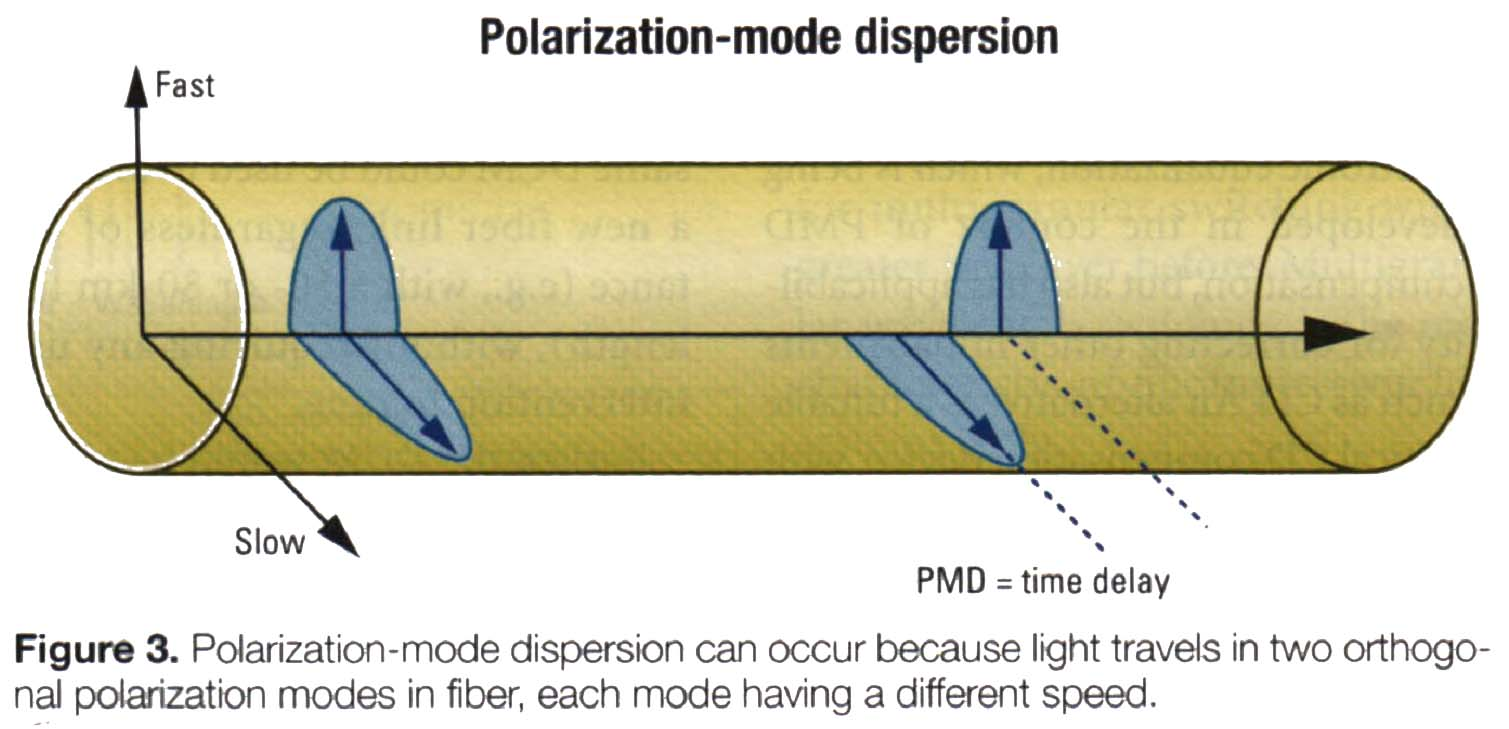 Polarization-mode dispersion
Fast
Slow
PMD = time delay
Figure 3. Polarization-mode dispersion can occur because light travels in two orthogo-
nal polarization modes in fiber, each mode having a different speed.